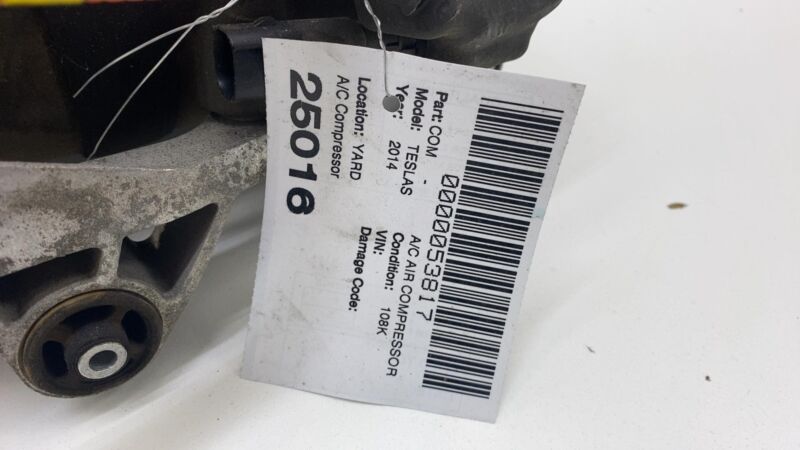 0000053817
Part: COM - A/C AIR COMPRESSOR
Model: TESLAS Condition: 108K
Year: 2014 VIN:
Damage Code:
Location: YARD
A/C Compressor
25016